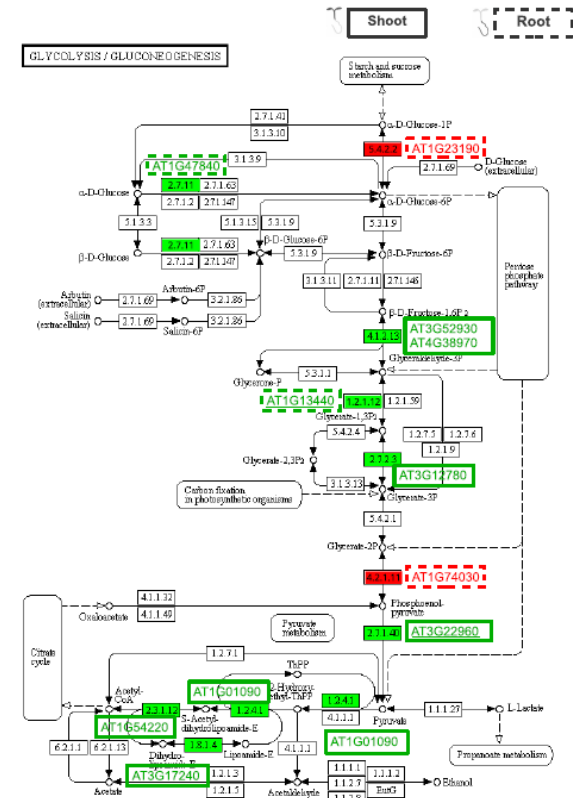 Shoot
Root
GLYCOLYSIS / GLUCONEOGENESIS
Starch and sucrose
metabolism
2.7.1.41
3.1.3.10
α-D-Glucose-1P
5.4.2.2
AT1G23190
AT1G47840
3.1.3.9
2.7.1.69
D-Glucose
(extracellular)
2.7.11
2.7.1.63
α-D-Glucose
2.7.1.2
2.7.1.147
α-D-Glucose-6P
5.1.3.3
5.1.3.15
5.3.1.9
5.3.1.9
2.7.11
2.7.1.63
β-D-Glucose-6P
β-D-Glucose
2.7.1.2
2.7.1.147
β-D-Fructose-6P
Pentose
phosphate
pathway
3.1.3.11
2.7.1.11
2.7.1.146
Arbutin
(extracellular)
2.7.1.69
Arbutin-6P
3.2.1.86
Salicin
(extracellular)
2.7.1.69
Salicin-6P
3.2.1.86
β-D-Fructose-1,6P2
4.1.2.13
AT3G52930
AT4G38970
Glyceraldehyde-3P
5.3.1.1
Glycerone-P
AT1G13440
1.2.1.12
1.2.1.59
Glycerate-1,3P2
5.4.2.4
1.2.7.5
1.2.7.6
1.2.1.9
Glycerate-2,3P2
2.7.2.3
AT3G12780
3.1.3.13
Carbon fixation
in photosynthetic organisms
Glycerate-3P
5.4.2.1
Glycerate-2P
4.2.1.11
AT1G74030
4.1.1.32
4.1.1.49
Oxaloacetate
Phosphoenol-
pyruvate
Pyruvate
metabolism
2.7.1.40
AT3G22960
Citrate
cycle
1.2.7.1
ThPP
AT1G01090
2-Hydroxy-
ethyl-ThPP
Acetyl-
CoA
2.3.1.12
1.2.4.1
1.2.4.1
S-Acetyl-
dihydrolipoamide-E
4.1.1.1
Pyruvate
1.1.1.27
L-Lactate
AT1G54220
AT1G01090
1.8.1.4
6.2.1.1
6.2.1.13
Dihydro-
Lipoamide-E
4.1.1.1
Propanoate metabolism
AT3G17240
1.2.1.3
1.2.1.5
Acetate
Acetaldehyde
1.1.1.1
1.1.1.2
1.1.2.7
EutG
1.1.2.8
Ethanol